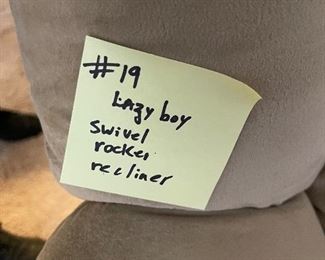 #19
Lazy boy
swivel
rocker
recliner